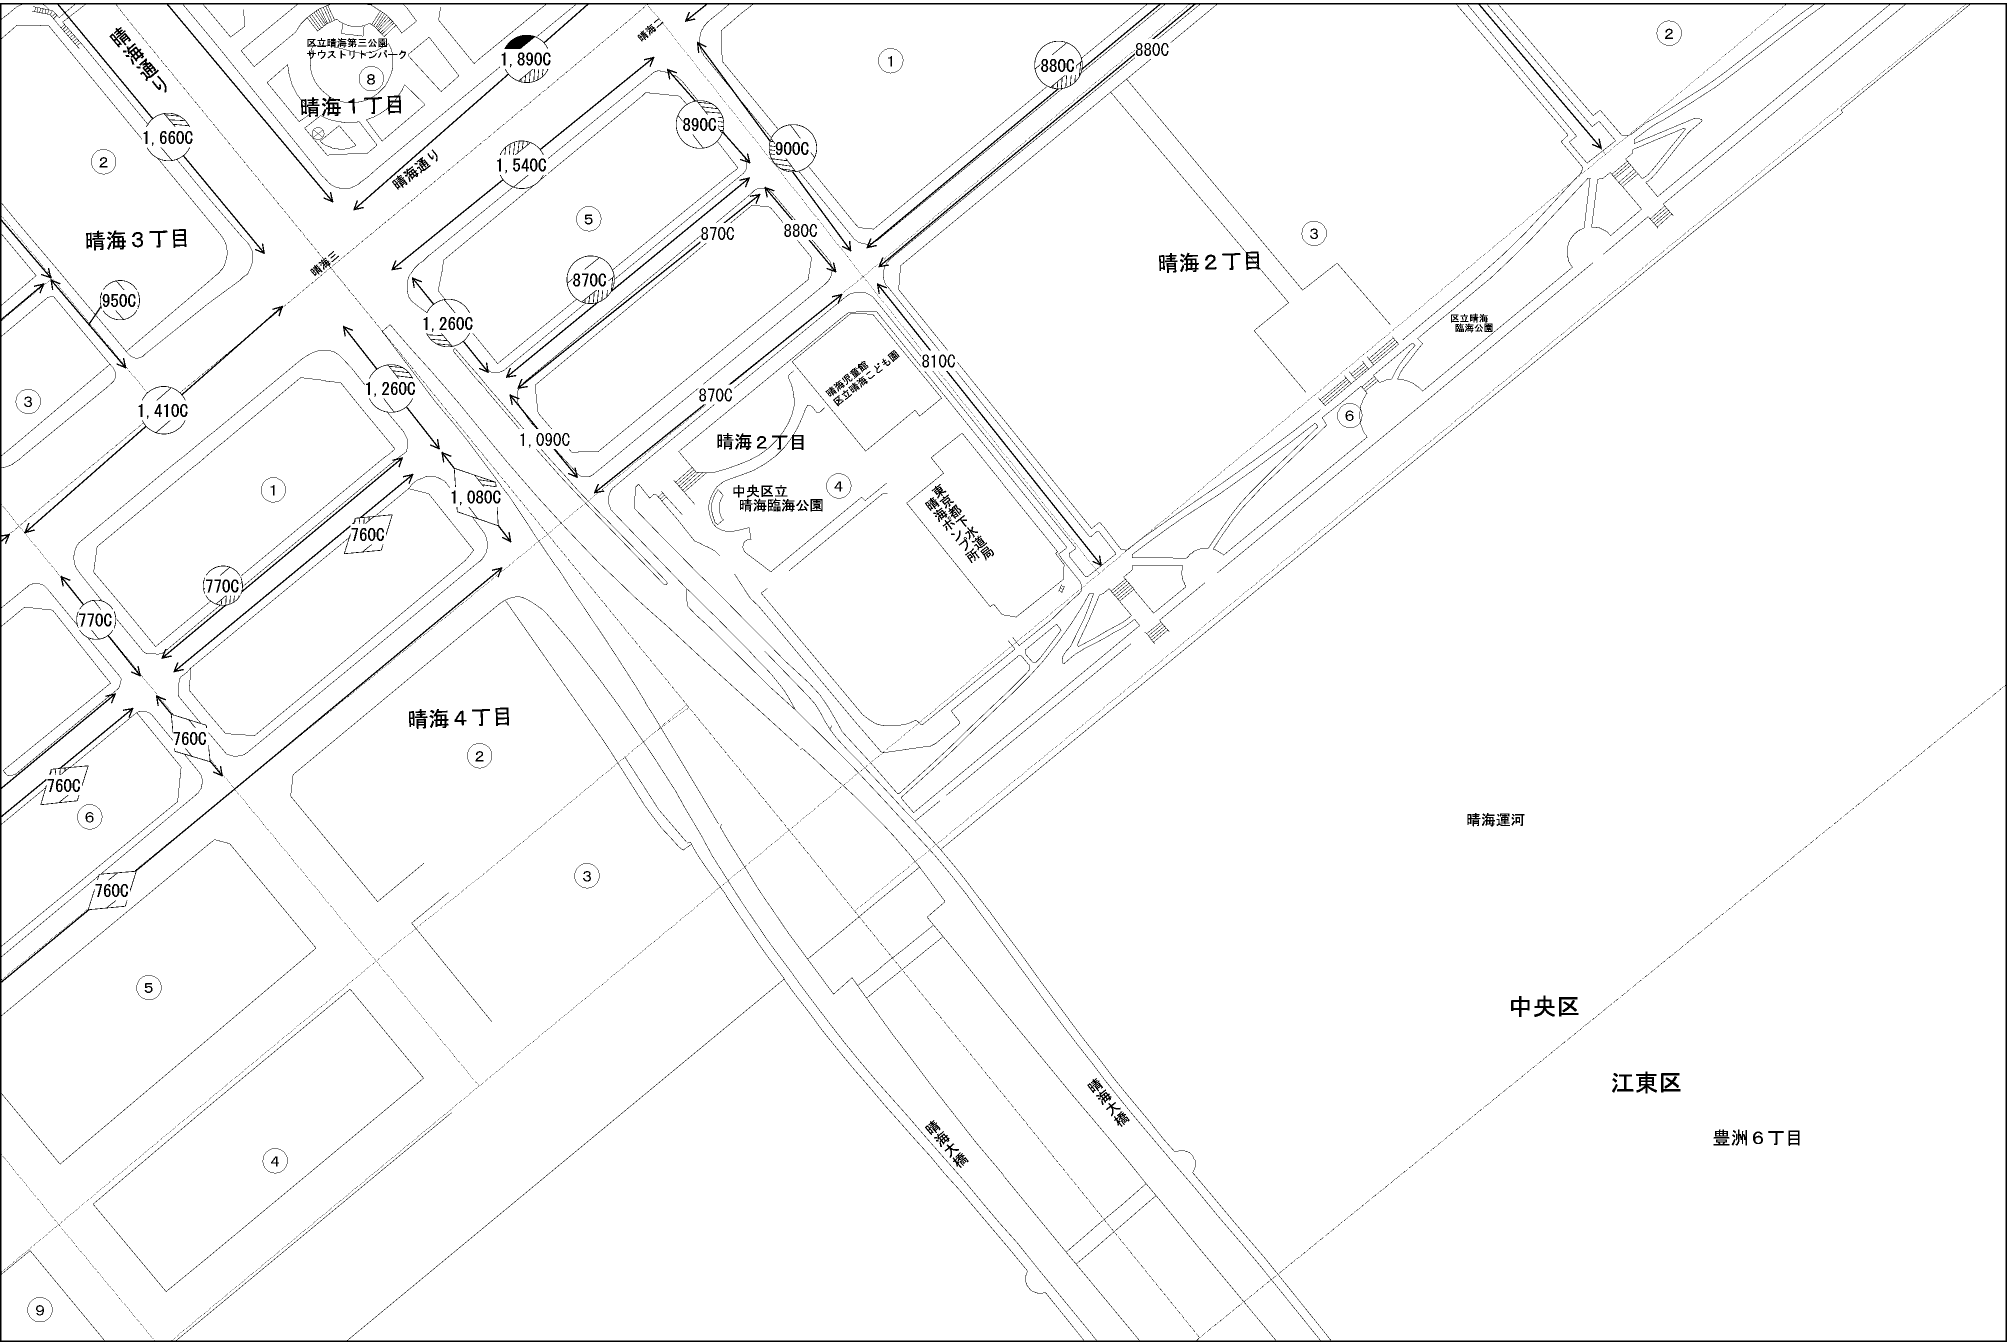 晴海通り
区立晴海第三公園
サウストリトンパーク
8
晴海1丁目
1,890C
晴海二
1
880C
880C
2
1,660C
2
890C
900C
1,540C
晴海通り
5
870C
880C
3
晴海2丁目
晴海3丁目
晴海三
950C
870C
1,260C
区立晴海
臨海公園
810C
晴海児童館
区立晴海こども園
1,260C
870C
3
1,410C
6
1,090C
晴海2丁目
1
1,080C
中央区立
晴海臨海公園
4
東京都下水道局
晴海ポンプ所
760C
770C
770C
晴海4丁目
760C
2
760C
6
晴海運河
3
760C
5
中央区
江東区
晴海大橋
晴海大橋
豊洲6丁目
4
9